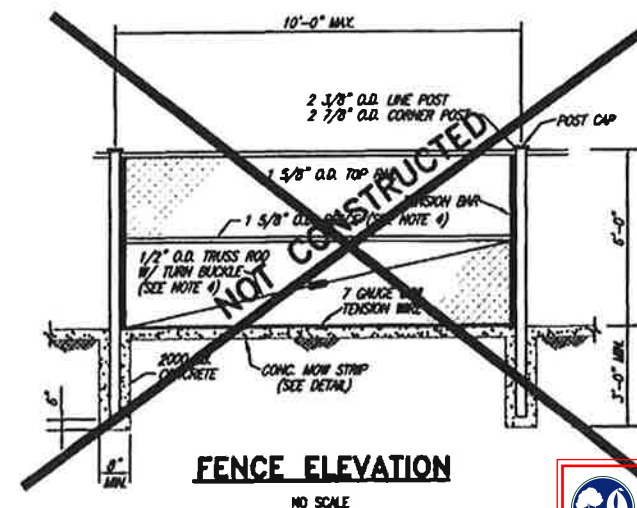 10'-0" MAX.
2 3/8" O.D. LINE POST
2 7/8" O.D. CORNER POST
POST CAP
1 5/8" O.D. TOP
TENSION BAR
1 5/8" O.D. (SEE NOTE 4)
1/2" O.D. TRUSS ROD
W/ TURN BUCKLE
(SEE NOTE 4)
NOT CONSTRUCTED
7 GAUGE
TENSION WIRE
6'-0"
3'-0" MIN.
2000
CONCRETE
CONC. MOW STRIP
(SEE DETAIL)
6"
8"
MIN.
FENCE ELEVATION
NO SCALE